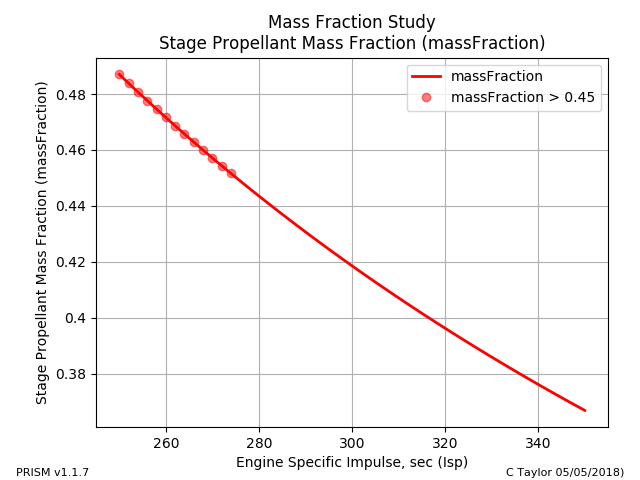 Mass Fraction Study
Stage Propellant Mass Fraction (massFraction)
massFraction
massFraction > 0.45
Stage Propellant Mass Fraction (massFraction)
0.48
0.46
0.44
0.42
0.4
0.38
260 280 300 320 340
Engine Specific Impulse, sec (Isp)
PRISM v1.1.7
C Taylor 05/05/2018)